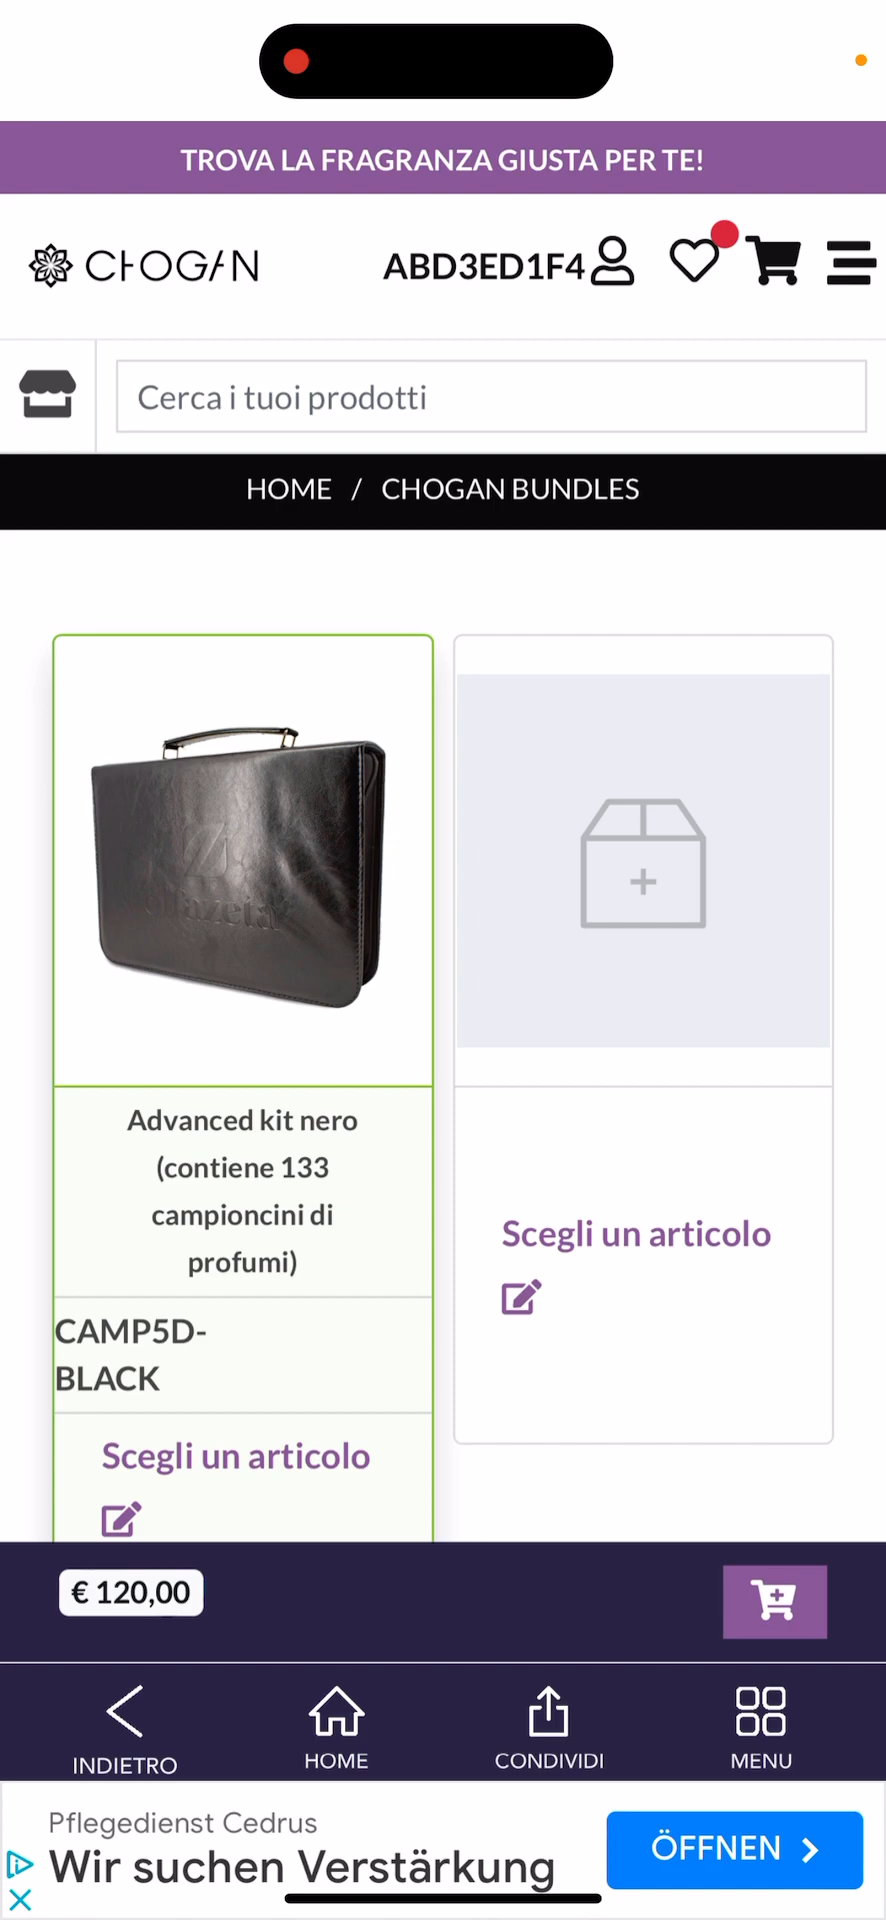 TROVA LA FRAGRANZA GIUSTA PER TE!
CHOGAN
ABD3ED1F4
Cerca i tuoi prodotti
HOME / CHOGAN BUNDLES
Advanced kit nero
(contiene 133
campioncini di
profumi)
CAMP5D-
BLACK
Scegli un articolo
Scegli un articolo
€ 120,00
INDIETRO
HOME
CONDIVIDI
MENU
Pflegedienst Cedrus
Wir suchen Verstärkung
ÖFFNEN